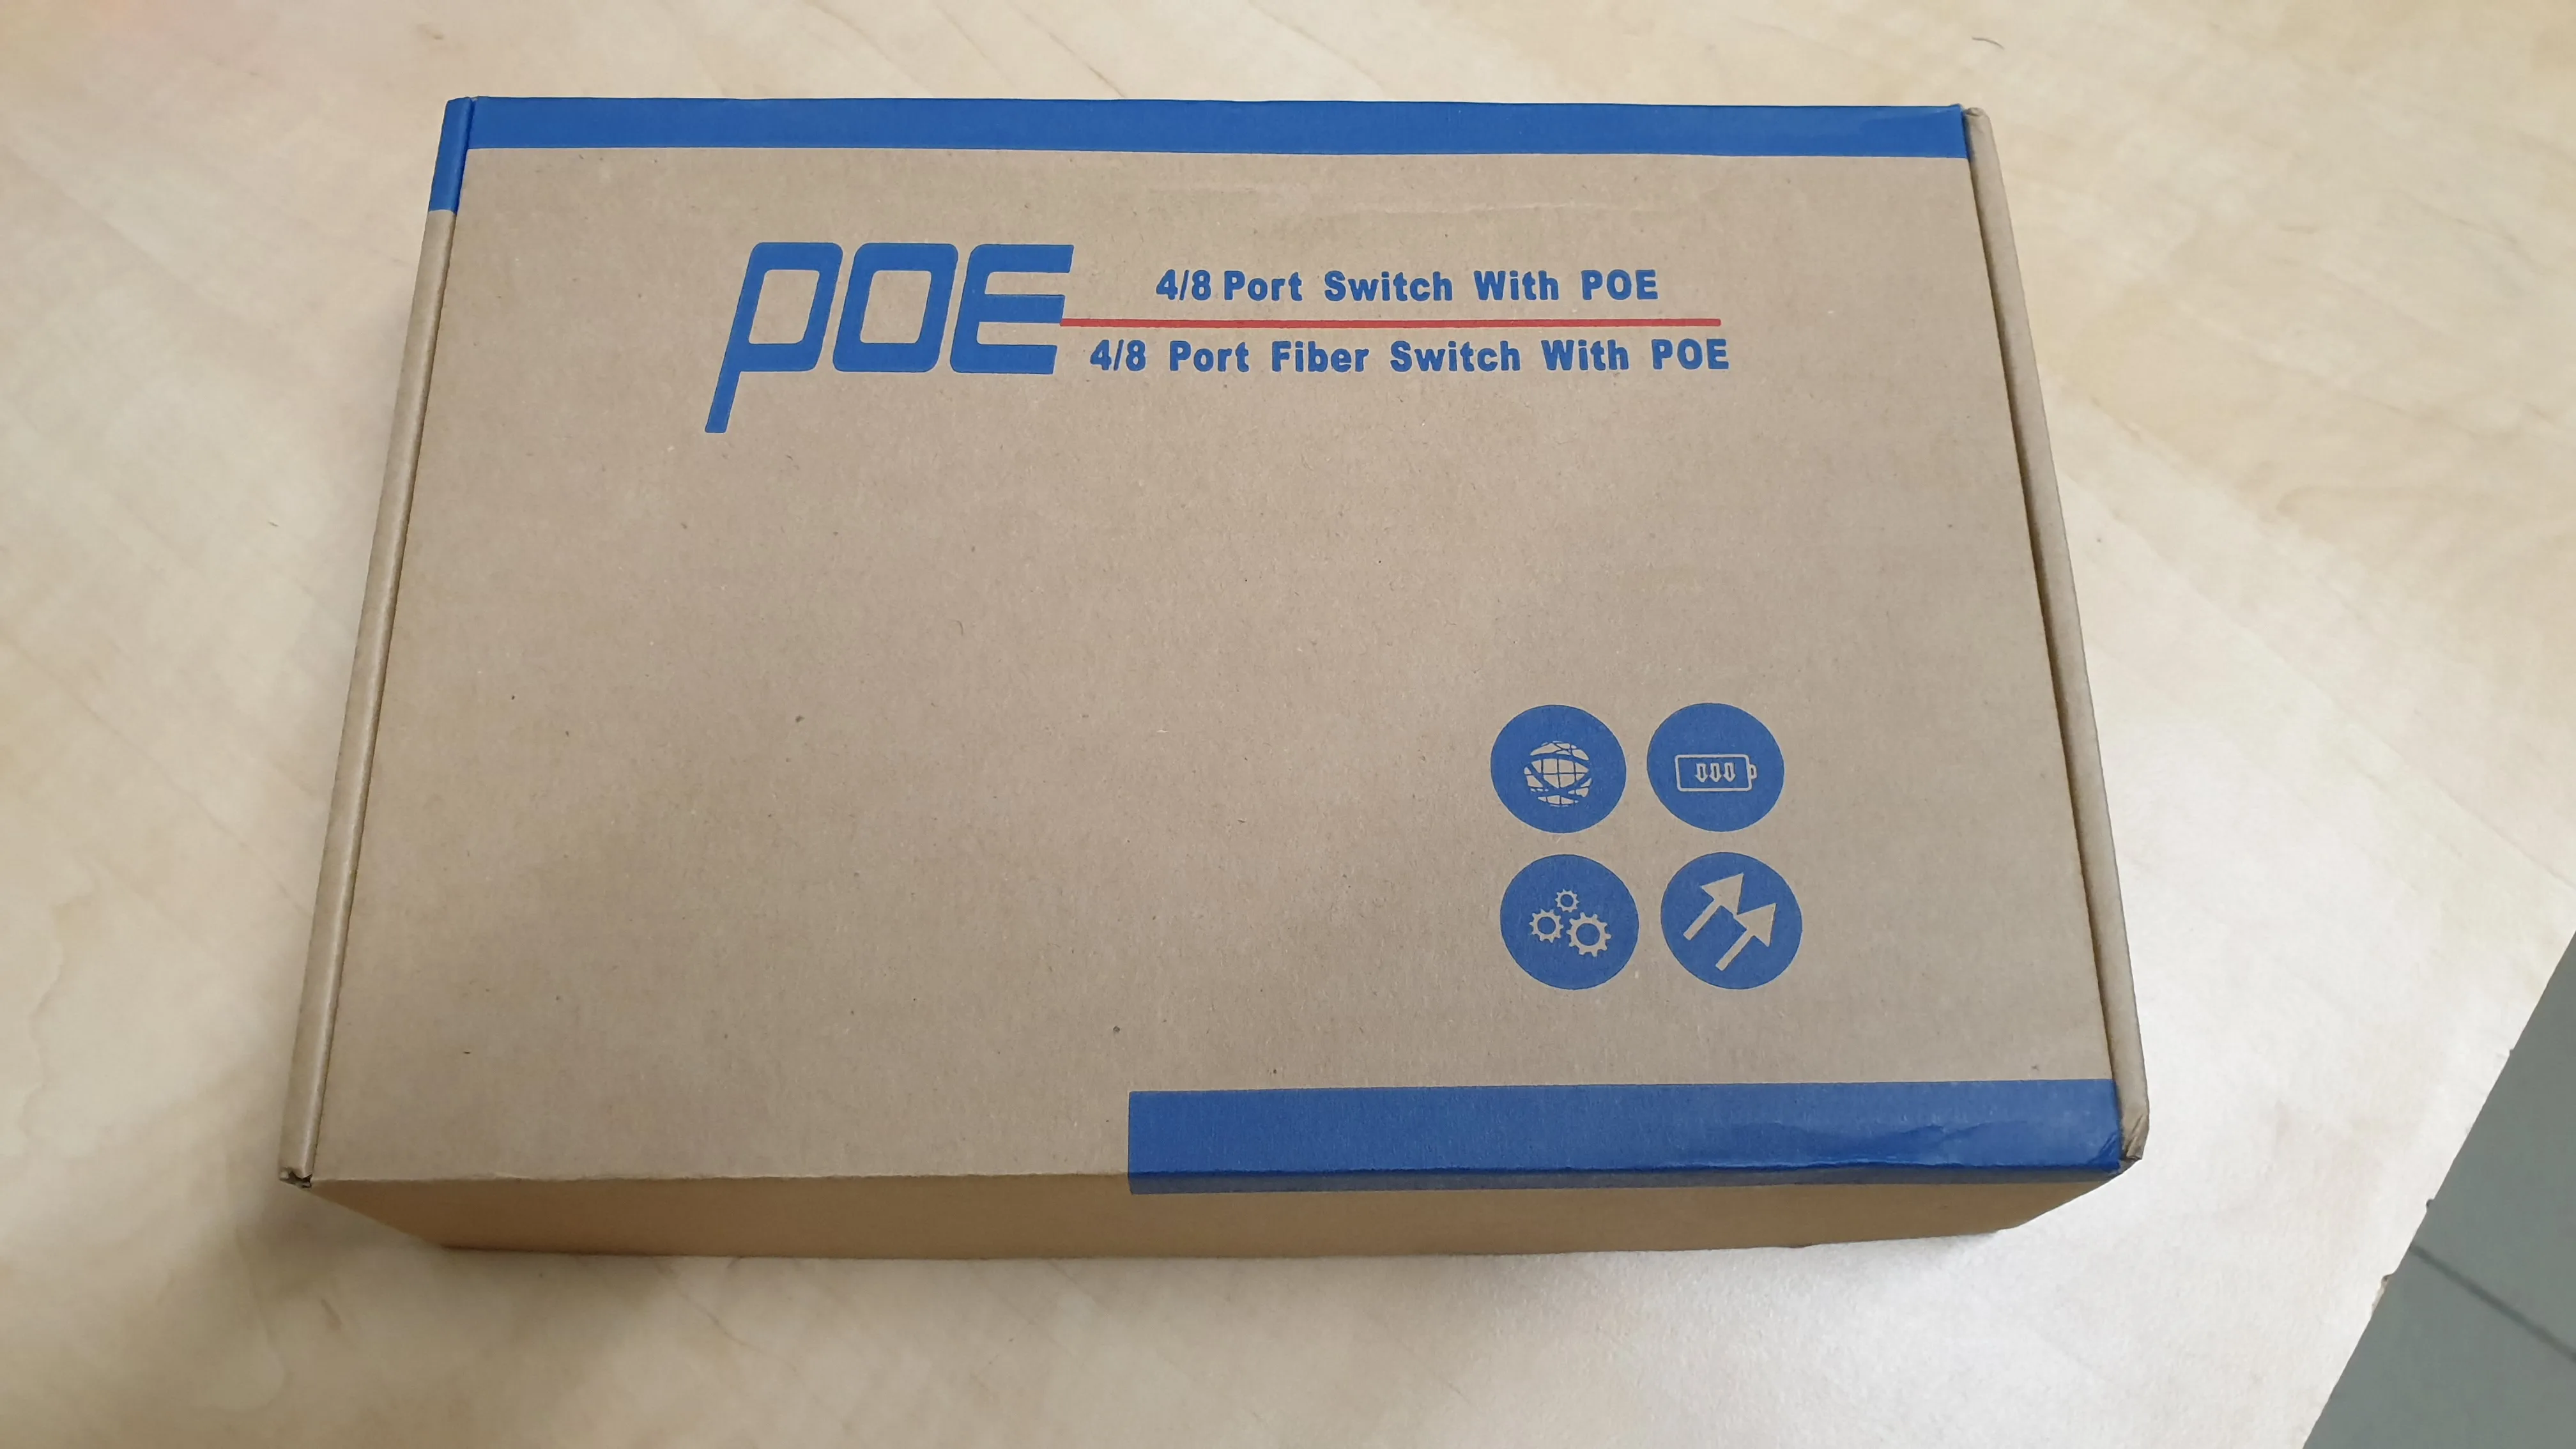 POE
4/8 Port Switch With POE
4/8 Port Fiber Switch With POE